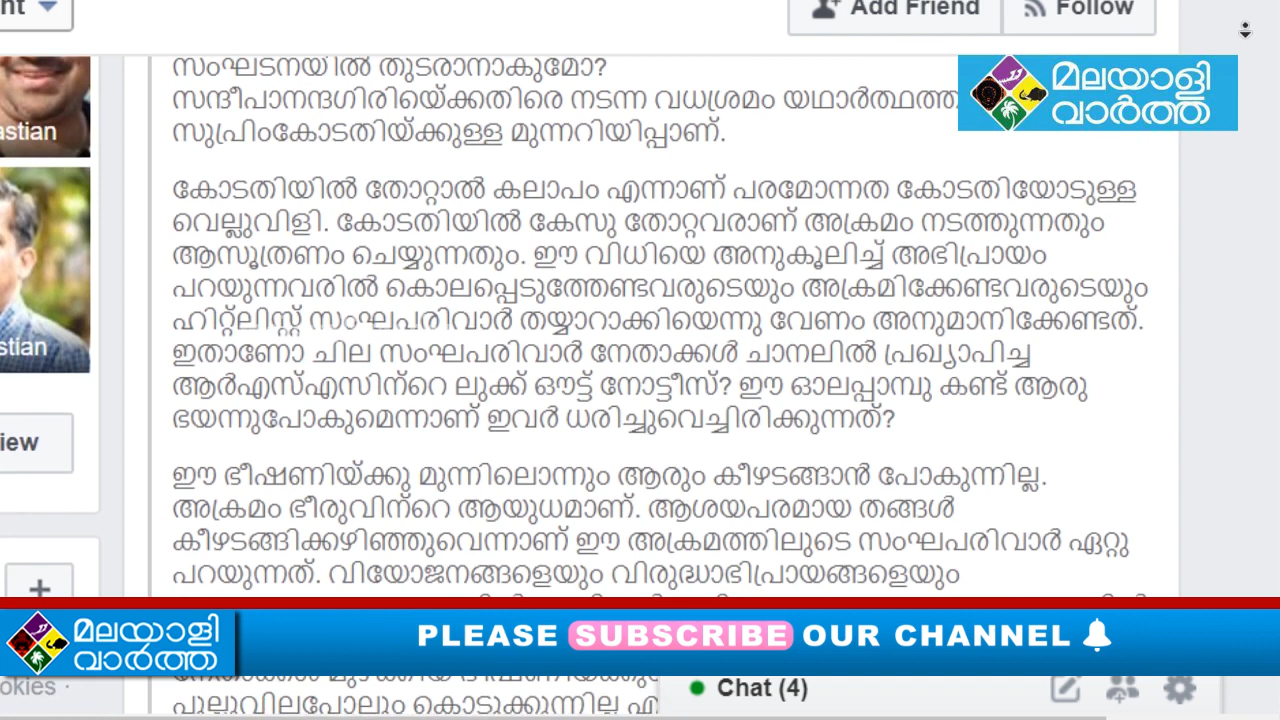 nt
Add Friend
Follow
സംഘടനയിൽ തുടരാനാകുമോ?
സന്ദീപാനന്ദഗിരിയ്ക്കെതിരെ നടന്ന വധശ്രമം
സുപ്രിംകോടതിയ്ക്കുള്ള മുന്നറിയിപ്പാണ്.
മലയാളി
വാർത്ത
astian
കോടതിയിൽ തോറ്റാൽ കലാപം എന്നാണ് പരമോന്നത കോടതിയോടുള്ള
വെല്ലുവിളി. കോടതിയിൽ കേസു തോറ്റവരാണ് അക്രമം നടത്തുന്നതും
ആസൂത്രണം ചെയ്യുന്നതും. ഈ വിധിയെ അനുകൂലിച്ച് അഭിപ്രായം
പറയുന്നവരിൽ കൊലപ്പെടുത്തേണ്ടവരുടെയും അക്രമിക്കേണ്ടവരുടെയും
ഹിറ്റ്ലിസ്റ്റ് സംഘപരിവാർ തയ്യാറാക്കിയെന്നു വേണം അനുമാനിക്കേണ്ടത്.
ഇതാണോ ചില സംഘപരിവാർ നേതാക്കൾ ചാനലിൽ പ്രഖ്യാപിച്ച
ആർഎസ്എസിന്റെ ലുക്ക് ഔട്ട് നോട്ടീസ്? ഈ ഓലപ്പാമ്പു കണ്ട് ആരു
ഭയന്നുപോകുമെന്നാണ് ഇവർ ധരിച്ചുവെച്ചിരിക്കുന്നത്?
stian
iew
ഈ ഭീഷണിയ്ക്കു മുന്നിലൊന്നും ആരും കീഴടങ്ങാൻ പോകുന്നില്ല.
അക്രമം ഭീരുവിന്റെ ആയുധമാണ്. ആശയപരമായ തങ്ങൾ
കീഴടങ്ങിക്കഴിഞ്ഞുവെന്നാണ് ഈ അക്രമത്തിലൂടെ സംഘപരിവാർ ഏറ്റു
പറയുന്നത്. വിയോജനങ്ങളെയും വിരുദ്ധാഭിപ്രായങ്ങളെയും
+
മലയാളി
വാർത്ത
PLEASE SUBSCRIBE OUR CHANNEL
okies ·
പുല്ലുവിലപോലും കൊടുക്കുന്നില്ല
Chat (4)